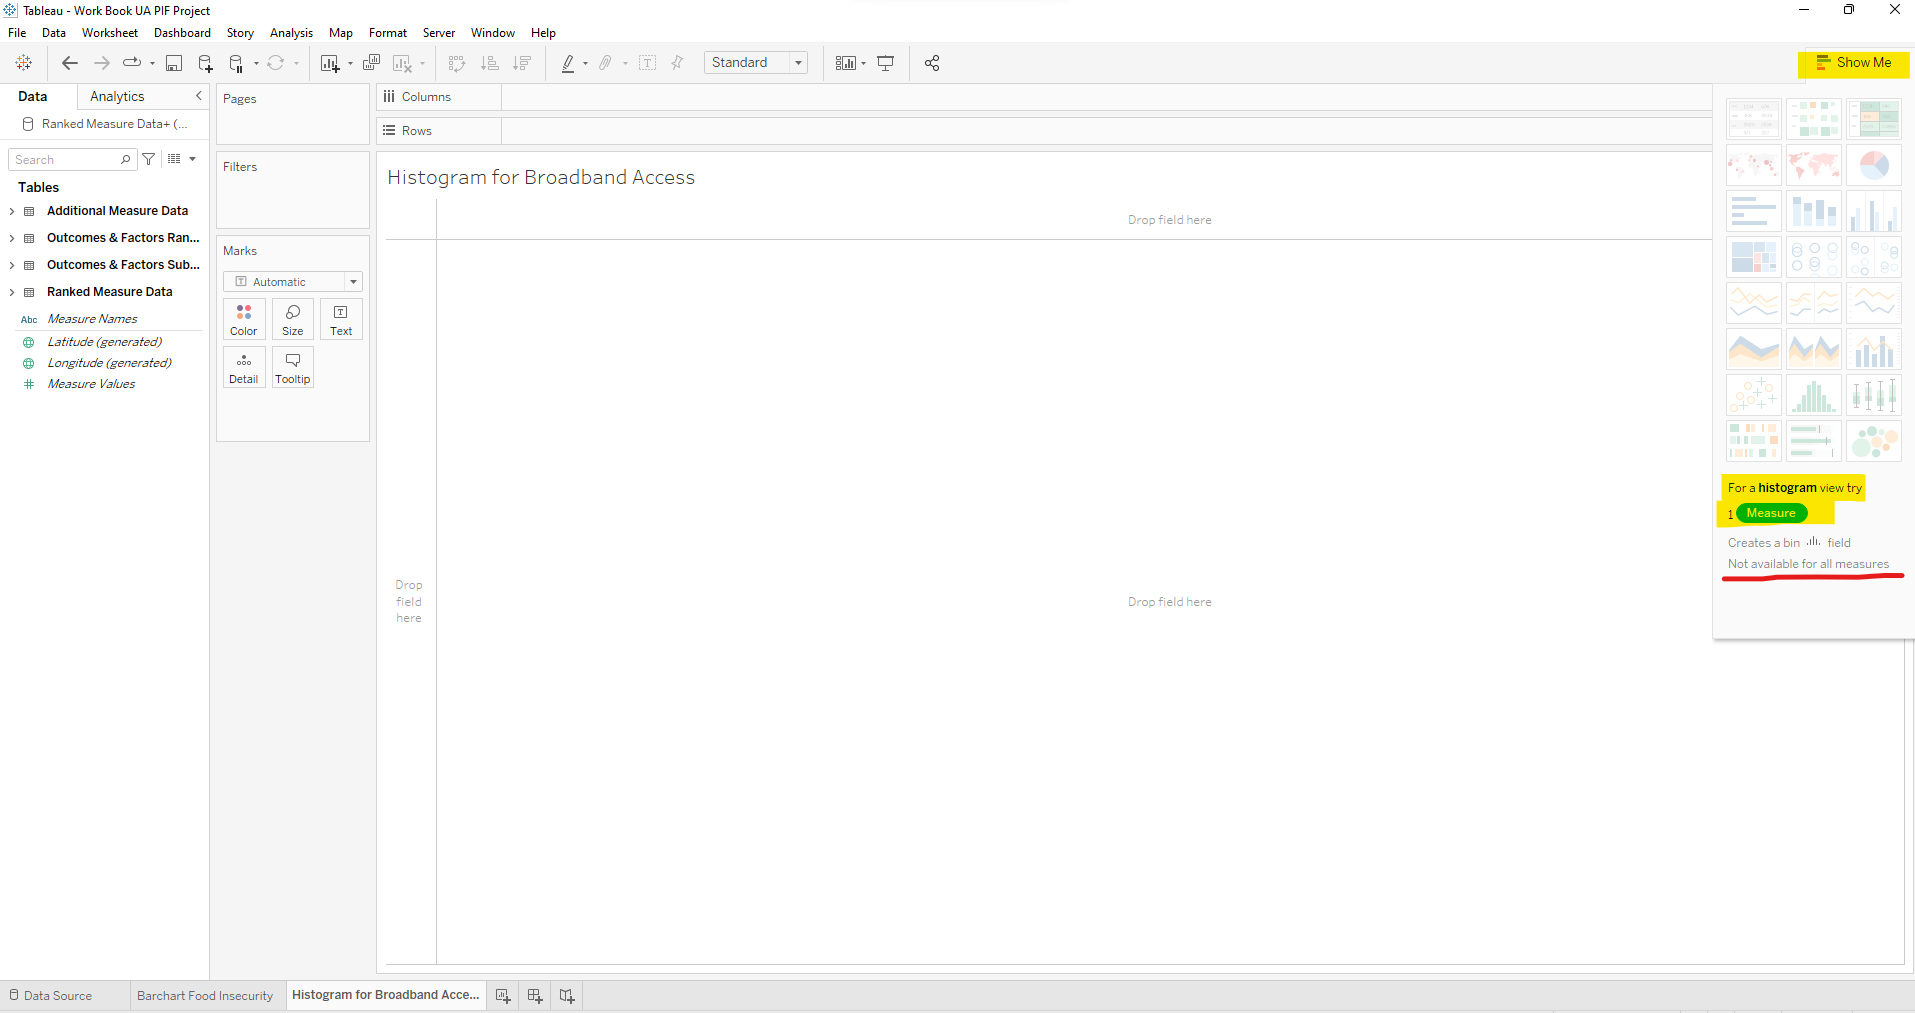 Tableau - Work Book UA PIF Project
File Data Worksheet Dashboard Story Analysis Map Format Server Window Help
Standard
Show Me
Data Analytics
Ranked Measure Data+ (...
Search
Tables
Additional Measure Data
Outcomes & Factors Ran...
Outcomes & Factors Sub...
Ranked Measure Data
Abc Measure Names
Latitude (generated)
Longitude (generated)
Measure Values
Pages
Filters
Marks
Automatic
Color Size Text
Detail Tooltip
Columns
Rows
Histogram for Broadband Access
Drop field here
Drop
field
here
Drop field here
For a histogram view try
1 Measure
Creates a bin field
Not available for all measures
Data Source Barchart Food Insecurity Histogram for Broadband Acce...